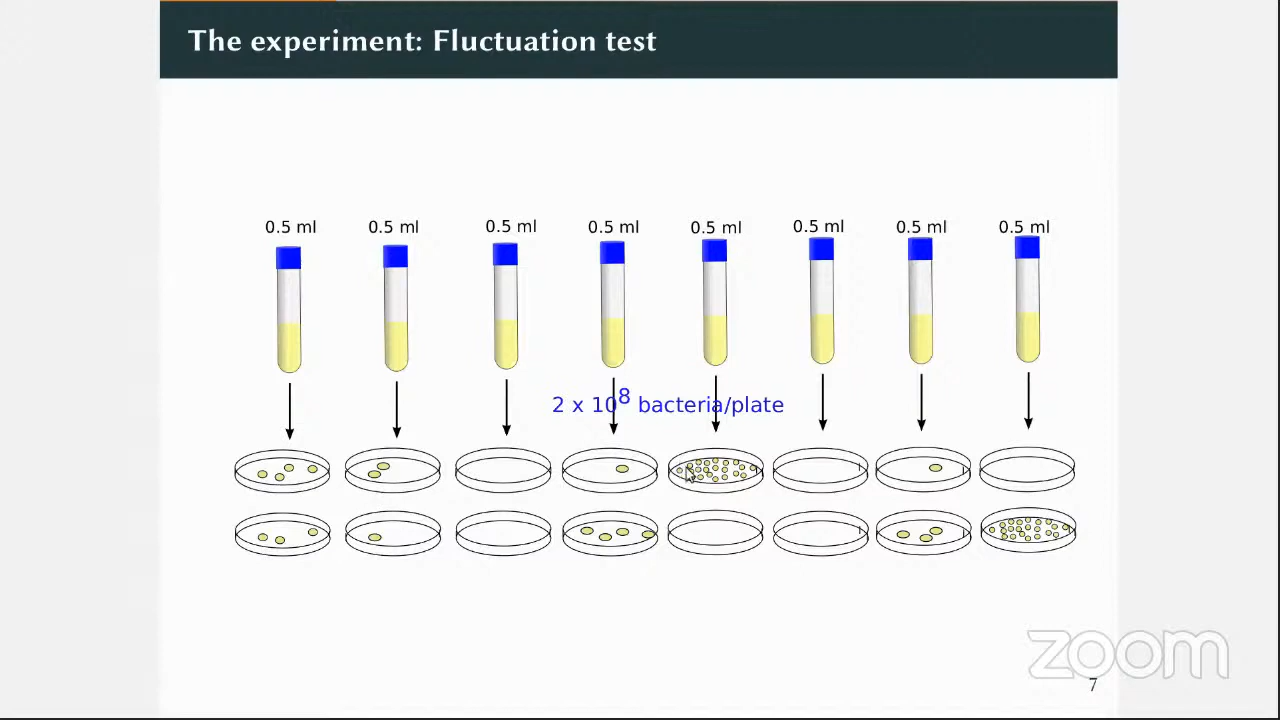 The experiment: Fluctuation test
0.5 ml 0.5 ml 0.5 ml 0.5 ml 0.5 ml 0.5 ml 0.5 ml 0.5 ml
2 x 10⁸ bacteria/plate
zoom
7